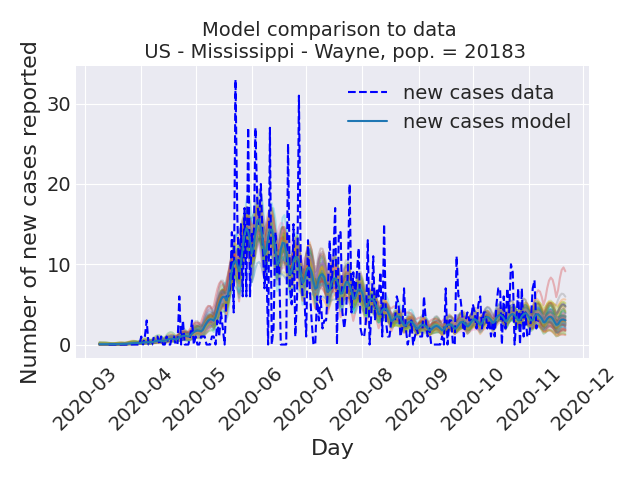 Model comparison to data
US - Mississippi - Wayne, pop. = 20183
Number of new cases reported
30
20
10
0
new cases data
new cases model
2020-03
2020-04
2020-05
2020-06
2020-07
2020-08
2020-09
2020-10
2020-11
2020-12
Day